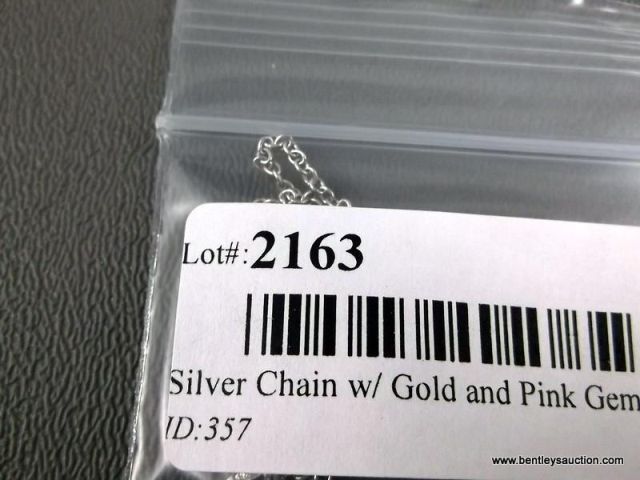 Lot#:2163
Silver Chain w/ Gold and Pink Gem
ID:357
www.bentleysauction.com